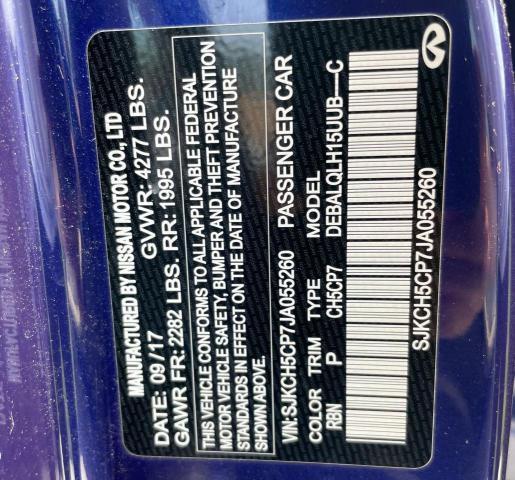 MANUFACTURED BY NISSAN MOTOR CO., LTD
DATE: 09/17 GVWR: 4277 LBS.
GAWR FR: 2282 LBS. RR: 1995 LBS.
THIS VEHICLE CONFORMS TO ALL APPLICABLE FEDERAL
MOTOR VEHICLE SAFETY, BUMPER AND THEFT PREVENTION
STANDARDS IN EFFECT ON THE DATE OF MANUFACTURE
SHOWN ABOVE.
VIN:SJKCH5CP7JA055260 PASSENGER CAR
COLOR TRIM TYPE MODEL
RBN P CH5CP7 DEBALQLH15UUB—C
SJKCH5CP7JA055260